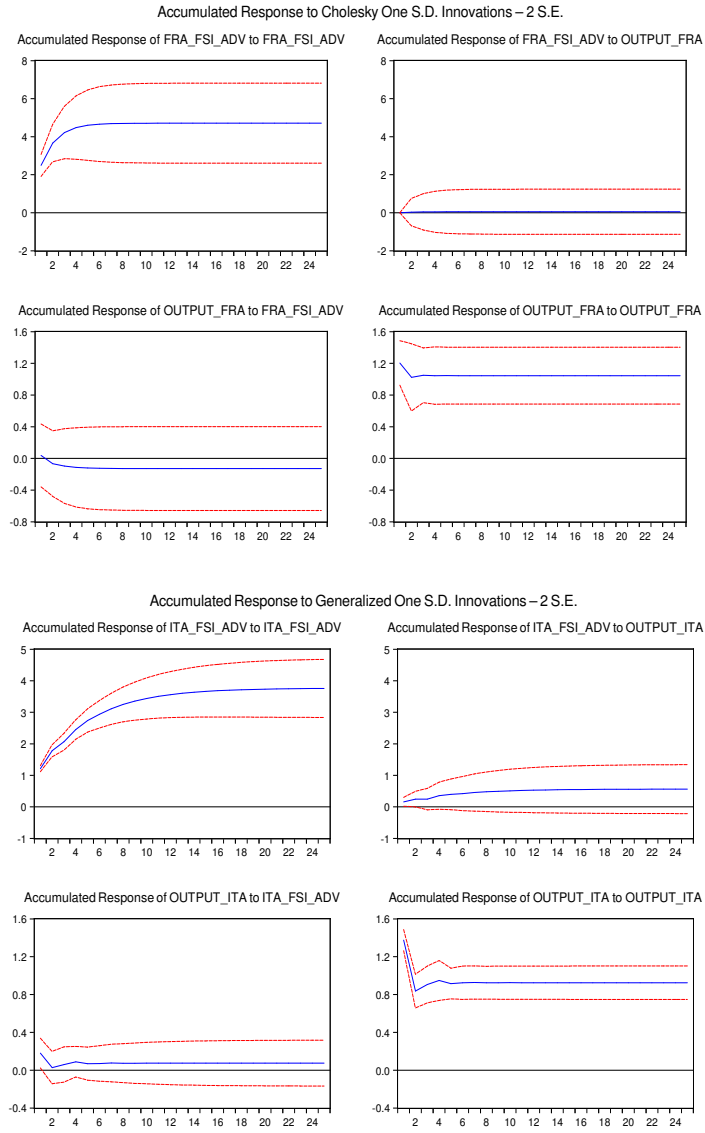 Accumulated Response to Cholesky One S.D. Innovations – 2 S.E.
Accumulated Response of FRA_FSI_ADV to FRA_FSI_ADV
8
6
4
2
0
-2
2 4 6 8 10 12 14 16 18 20 22 24
Accumulated Response of FRA_FSI_ADV to OUTPUT_FRA
8
6
4
2
0
-2
2 4 6 8 10 12 14 16 18 20 22 24
Accumulated Response of OUTPUT_FRA to FRA_FSI_ADV
1.6
1.2
0.8
0.4
0.0
-0.4
-0.8
2 4 6 8 10 12 14 16 18 20 22 24
Accumulated Response of OUTPUT_FRA to OUTPUT_FRA
1.6
1.2
0.8
0.4
0.0
-0.4
-0.8
2 4 6 8 10 12 14 16 18 20 22 24
Accumulated Response to Generalized One S.D. Innovations – 2 S.E.
Accumulated Response of ITA_FSI_ADV to ITA_FSI_ADV
5
4
3
2
1
0
-1
2 4 6 8 10 12 14 16 18 20 22 24
Accumulated Response of ITA_FSI_ADV to OUTPUT_ITA
5
4
3
2
1
0
-1
2 4 6 8 10 12 14 16 18 20 22 24
Accumulated Response of OUTPUT_ITA to ITA_FSI_ADV
1.6
1.2
0.8
0.4
0.0
-0.4
2 4 6 8 10 12 14 16 18 20 22 24
Accumulated Response of OUTPUT_ITA to OUTPUT_ITA
1.6
1.2
0.8
0.4
0.0
-0.4
2 4 6 8 10 12 14 16 18 20 22 24